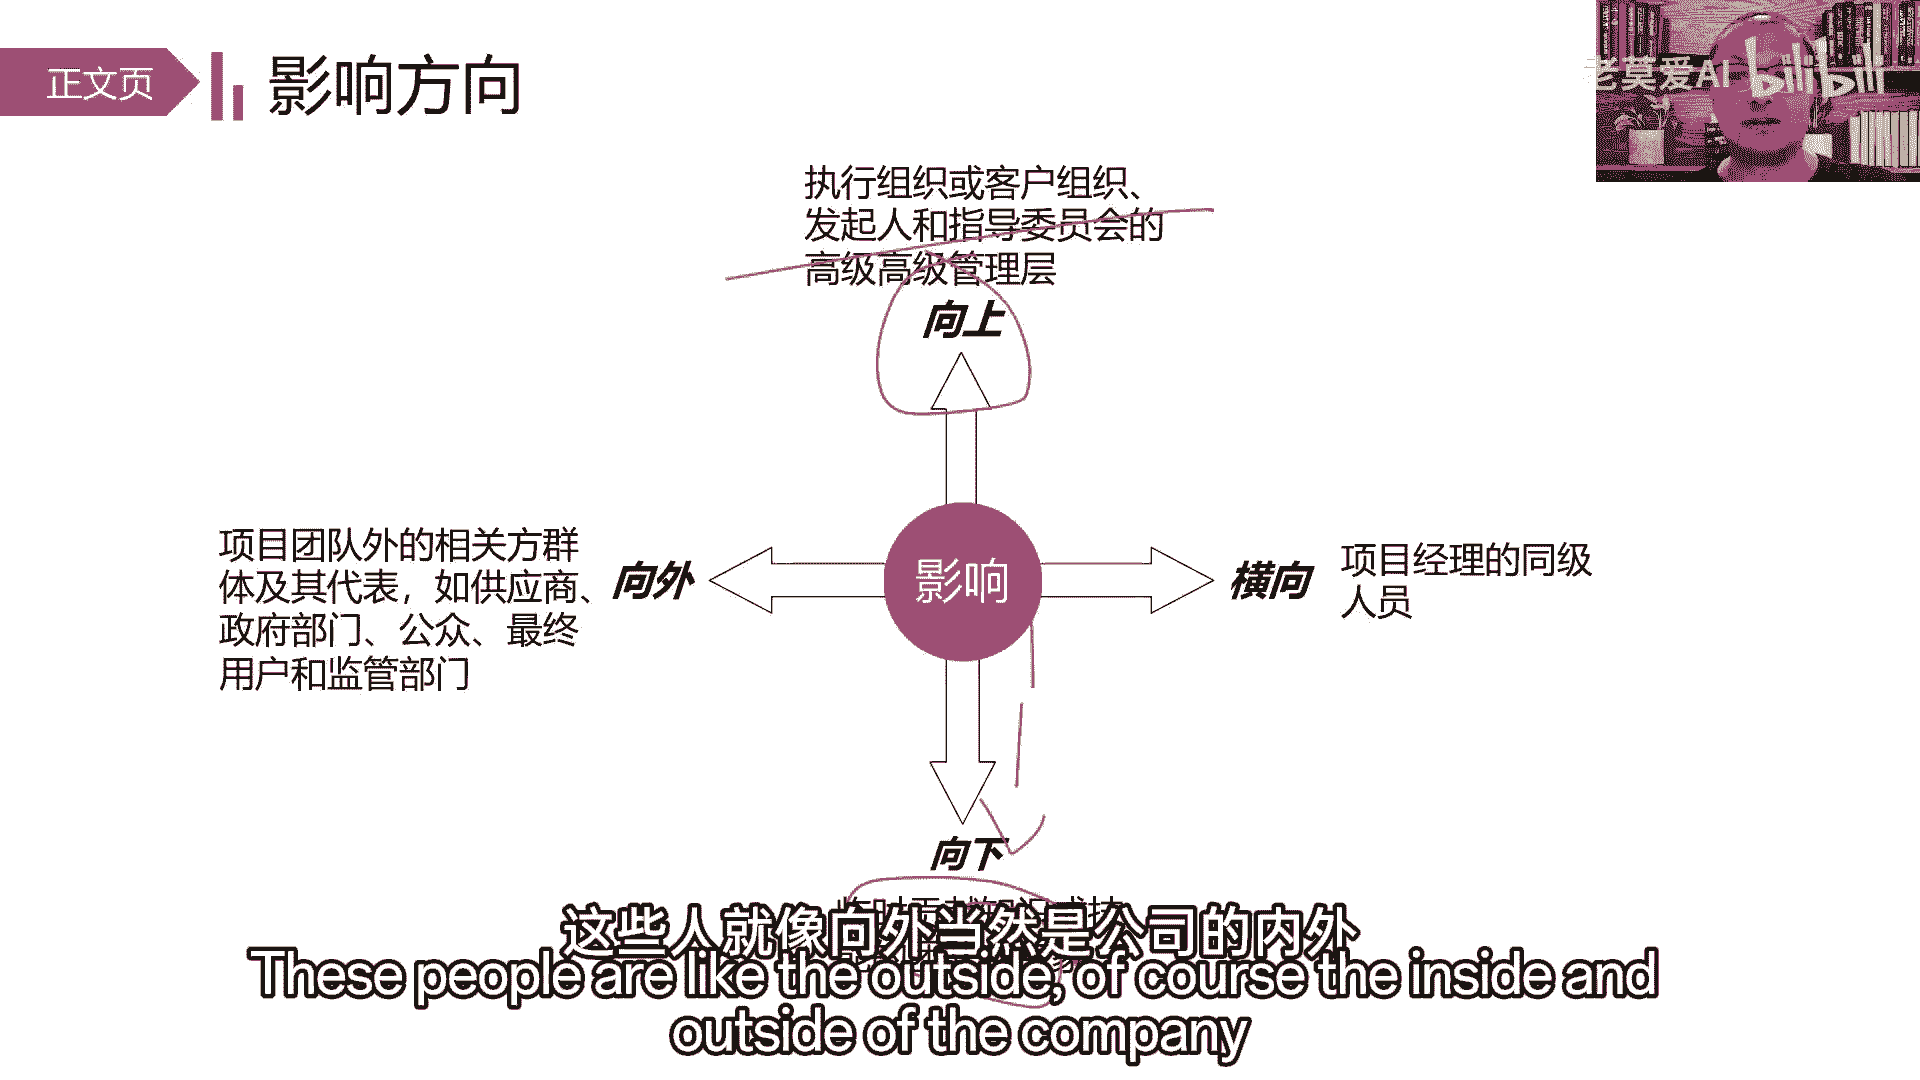 正文页
影响方向
老莫爱AI bilibili
执行组织或客户组织、
发起人和指导委员会的
高级高级管理层
向上
项目团队外的相关方群
体及其代表，如供应商、
政府部门、公众、最终
用户和监管部门
向外
影响
横向
项目经理的同级
人员
向下
这些人就像向外当然是公司的内外
These people are like the outside, of course the inside and
outside of the company